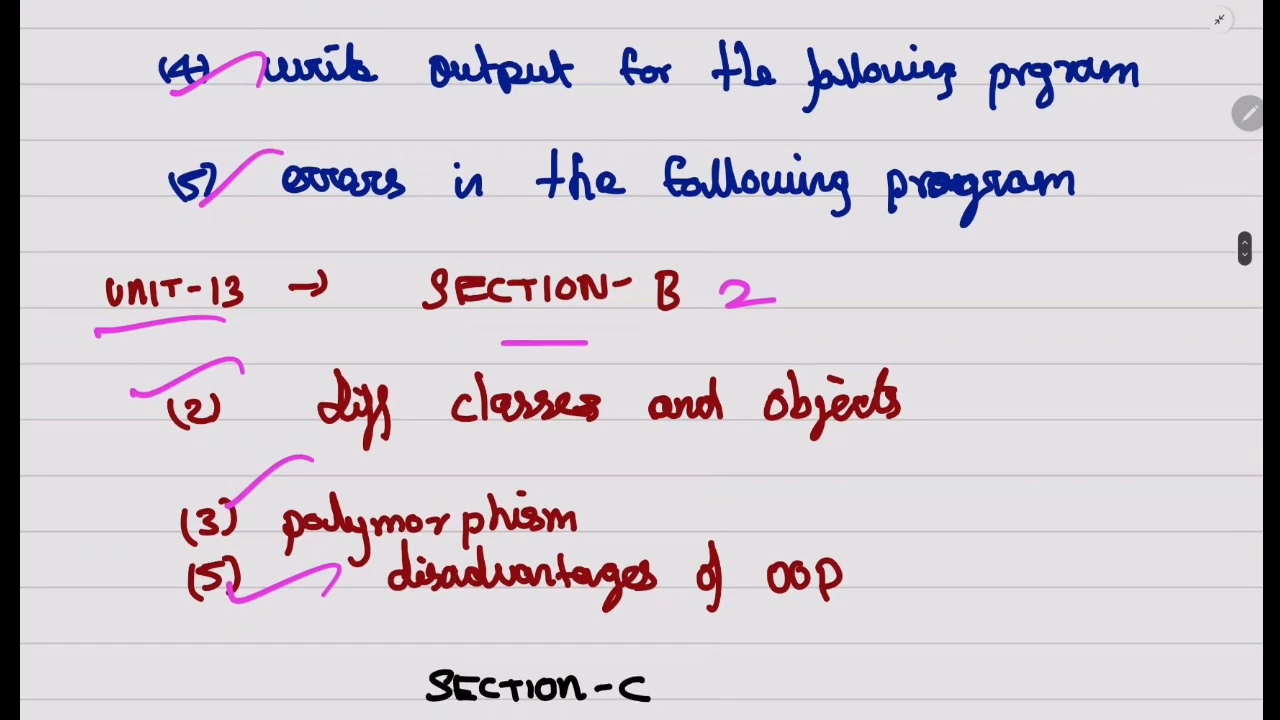 (4) write output for the following prgram
(5) errors in the following program
UNIT-13 → SECTION- B 2
(2) diff classes and objects
(3) polymorphism
(5) disadvantages of OOP
SECTION-C